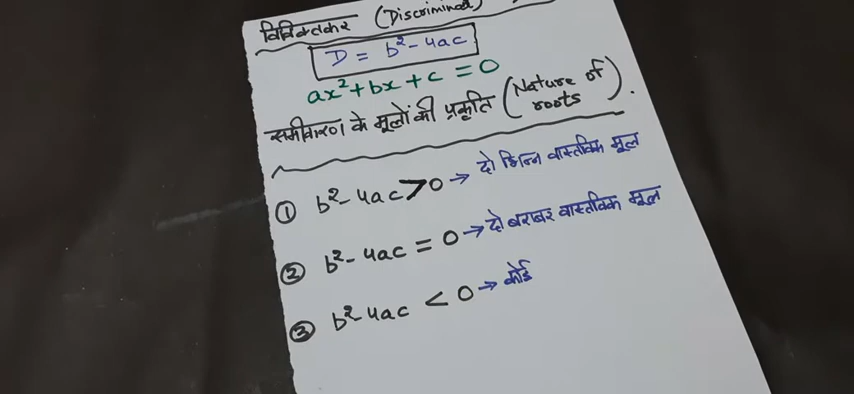 विविक्तकर (Discriminant)
D = b²-4ac
ax²+bx+c=0
समीकरण के मूलों की प्रकृति (Nature of roots).
① b²-4ac>0→ दो भिन्न वास्तविक मूल
② b²-4ac = 0→दो बराबर वास्तविक मूल
③ b²-4ac < 0→ कोई